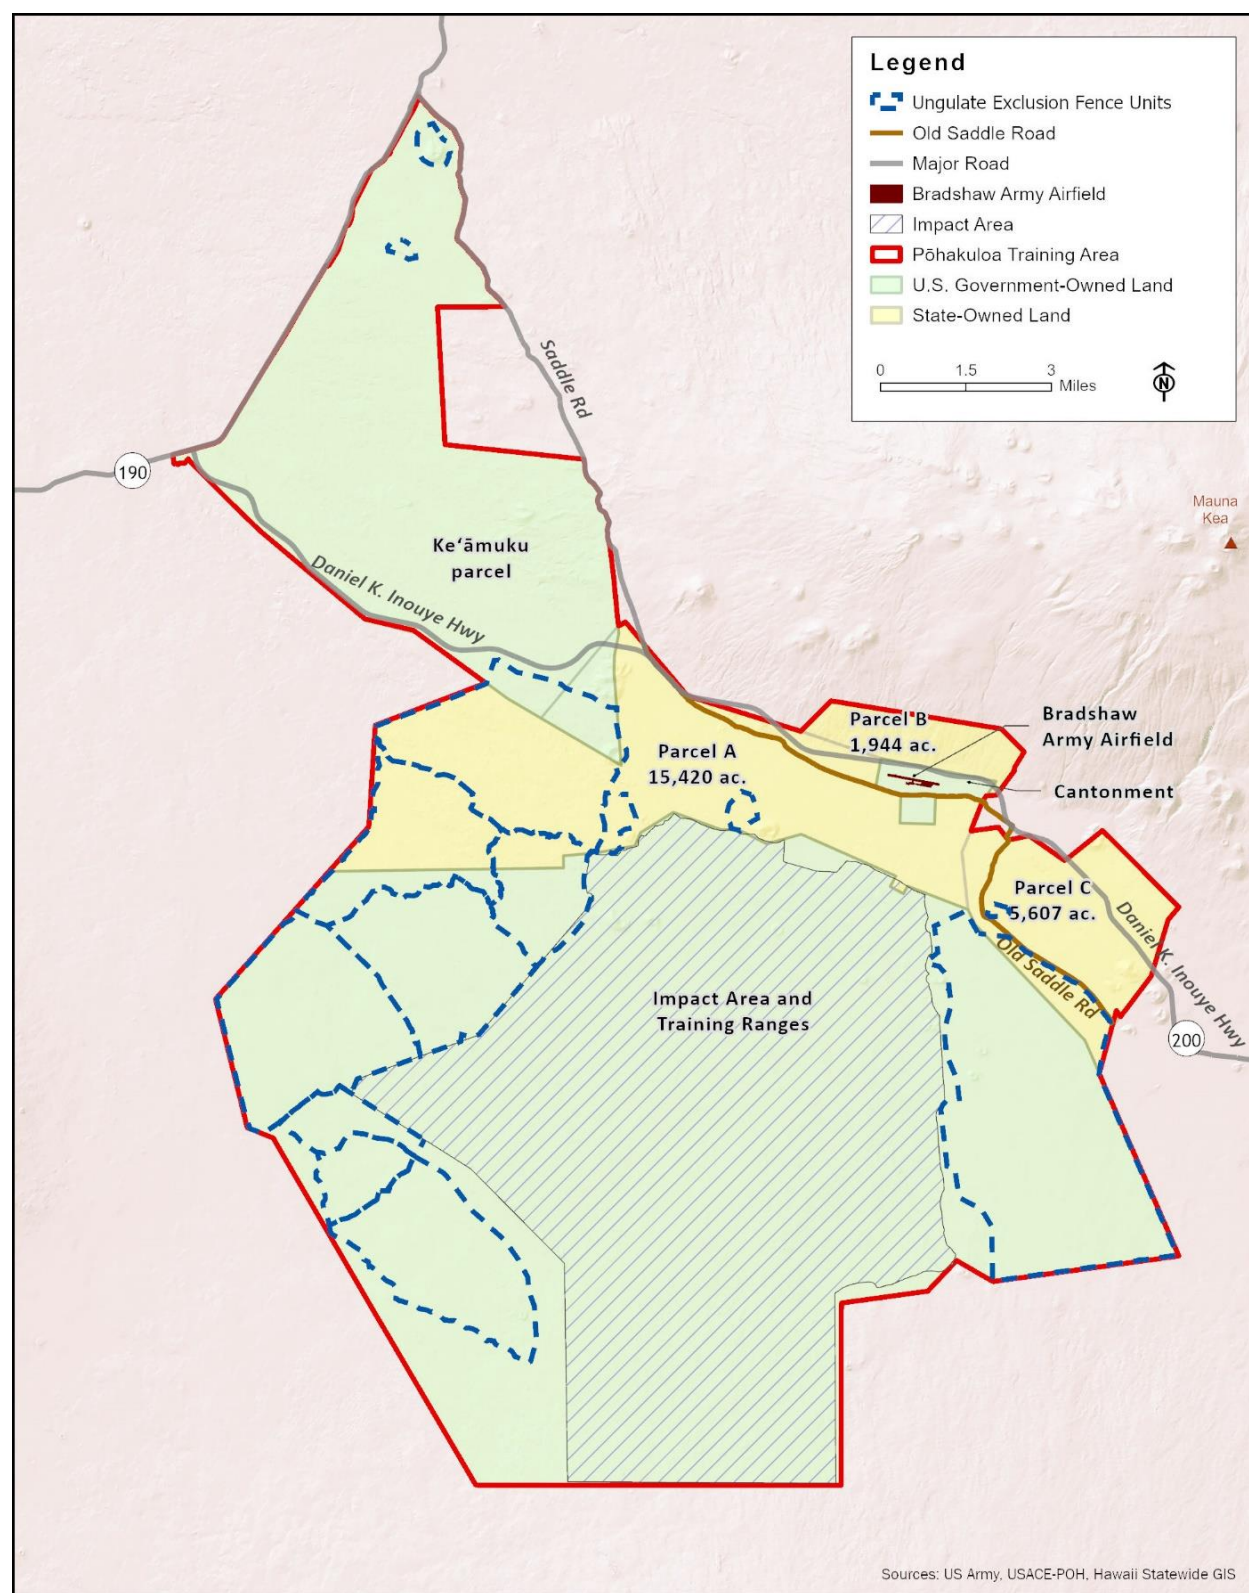 Legend
Ungulate Exclusion Fence Units
Old Saddle Road
Major Road
Bradshaw Army Airfield
Impact Area
Pōhakuloa Training Area
U.S. Government-Owned Land
State-Owned Land
0 1.5 3
Miles
N
Saddle Rd
190
Mauna
Kea
Keʻāmuku
parcel
Daniel K. Inouye Hwy
Parcel A
15,420 ac.
Parcel B
1,944 ac.
Bradshaw
Army Airfield
Cantonment
Parcel C
5,607 ac.
Daniel K. Inouye Hwy
Old Saddle Rd
Impact Area and
Training Ranges
200
Sources: US Army, USACE-POH, Hawaii Statewide GIS